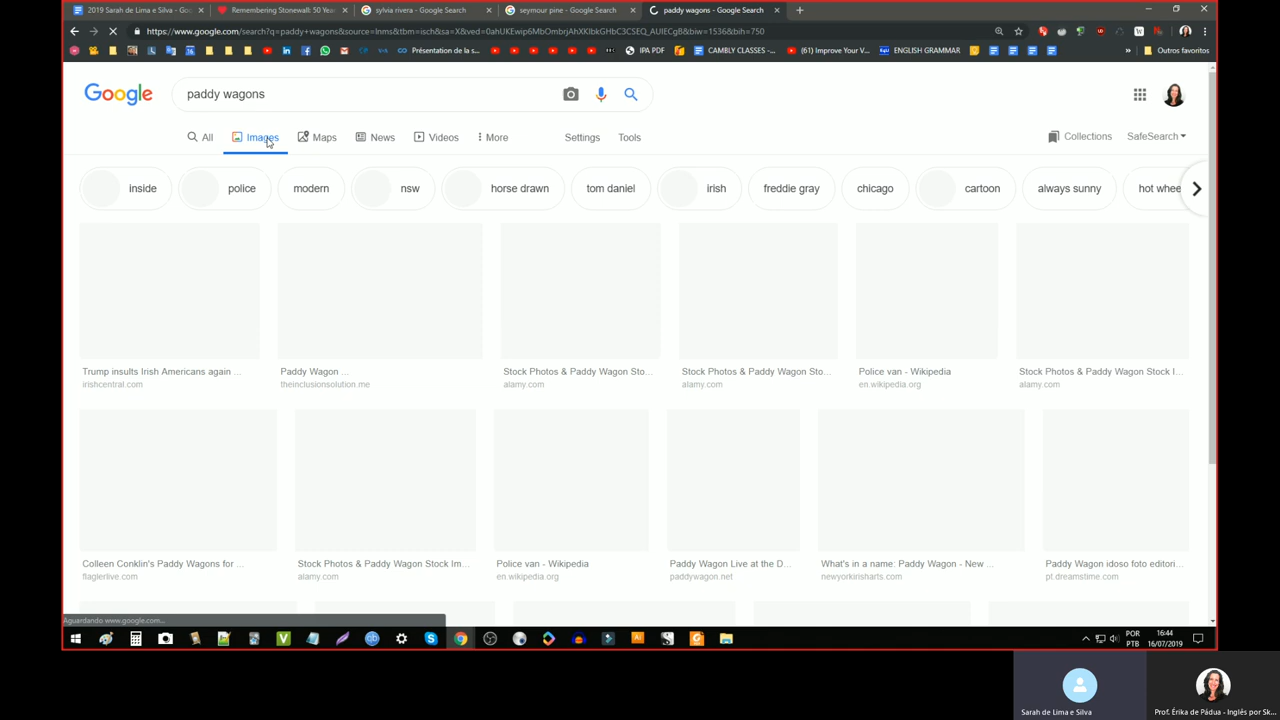 2019 Sarah de Lima e Silva - Goo
Remembering Stonewall: 50 Year
sylvia rivera - Google Search
seymour pine - Google Search
paddy wagons - Google Search
https://www.google.com/search?q=paddy+wagons&source=lnms&tbm=isch&sa=X&ved=0ahUKEwip6MbOmbrjAhXKIbkGHbC3CSEQ_AUIECgB&biw=1536&bih=750
Présentation de la s...
IPA PDF
CAMBLY CLASSES -...
(61) Improve Your V...
ENGLISH GRAMMAR
»
Outros favoritos
Google
paddy wagons
All
Images
Maps
News
Videos
More
Settings
Tools
Collections
SafeSearch
inside
police
modern
nsw
horse drawn
tom daniel
irish
freddie gray
chicago
cartoon
always sunny
hot whee
Trump insults Irish Americans again ...
irishcentral.com
Paddy Wagon ...
theinclusionsolution.me
Stock Photos & Paddy Wagon Sto...
alamy.com
Stock Photos & Paddy Wagon Sto...
alamy.com
Police van - Wikipedia
en.wikipedia.org
Stock Photos & Paddy Wagon Stock I...
alamy.com
Colleen Conklin's Paddy Wagons for ...
flaglerlive.com
Stock Photos & Paddy Wagon Stock Im...
alamy.com
Police van - Wikipedia
en.wikipedia.org
Paddy Wagon Live at the D...
paddywagon.net
What's in a name: Paddy Wagon - New ...
newyorkirisharts.com
Paddy Wagon idoso foto editori...
pt.dreamstime.com
Aguardando www.google.com...
POR
PTB
16:44
16/07/2019
Sarah de Lima e Silva
Prof. Érika de Pádua - Inglês por Sk...